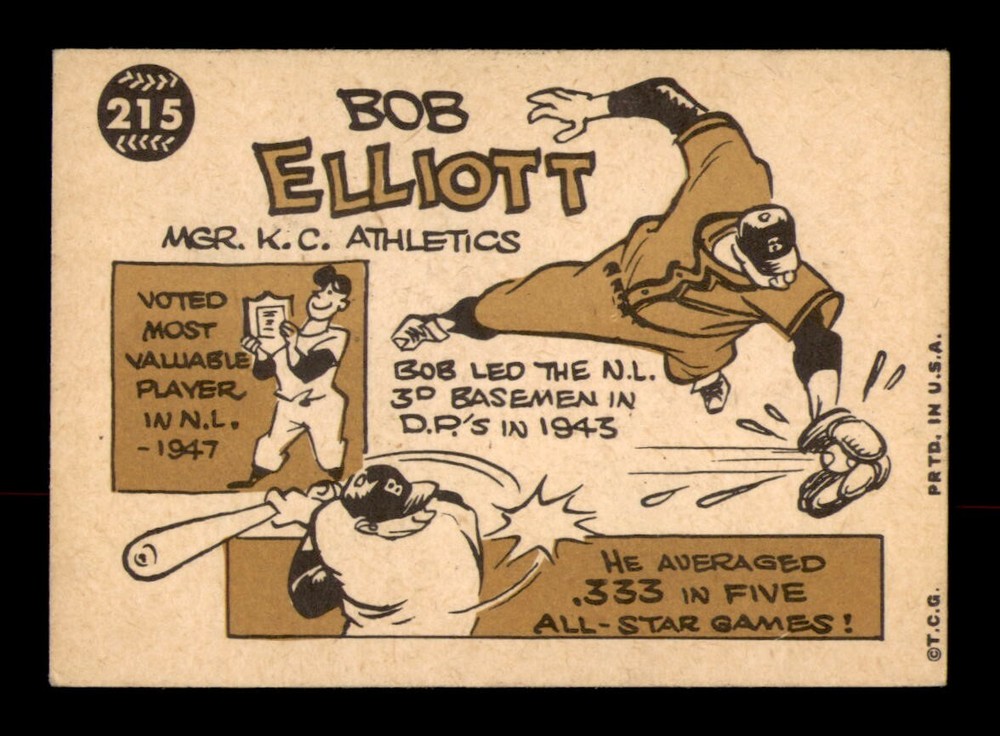 215
BOB
ELLIOTT
MGR. K.C. ATHLETICS
VOTED
MOST
VALUABLE
PLAYER
IN N.L.
-1947
BOB LED THE N.L.
3D BASEMEN IN
D.P.'S IN 1943
B
HE AVERAGED
.333 IN FIVE
ALL-STAR GAMES!
©T.C.G.
PRTD. IN U.S.A.